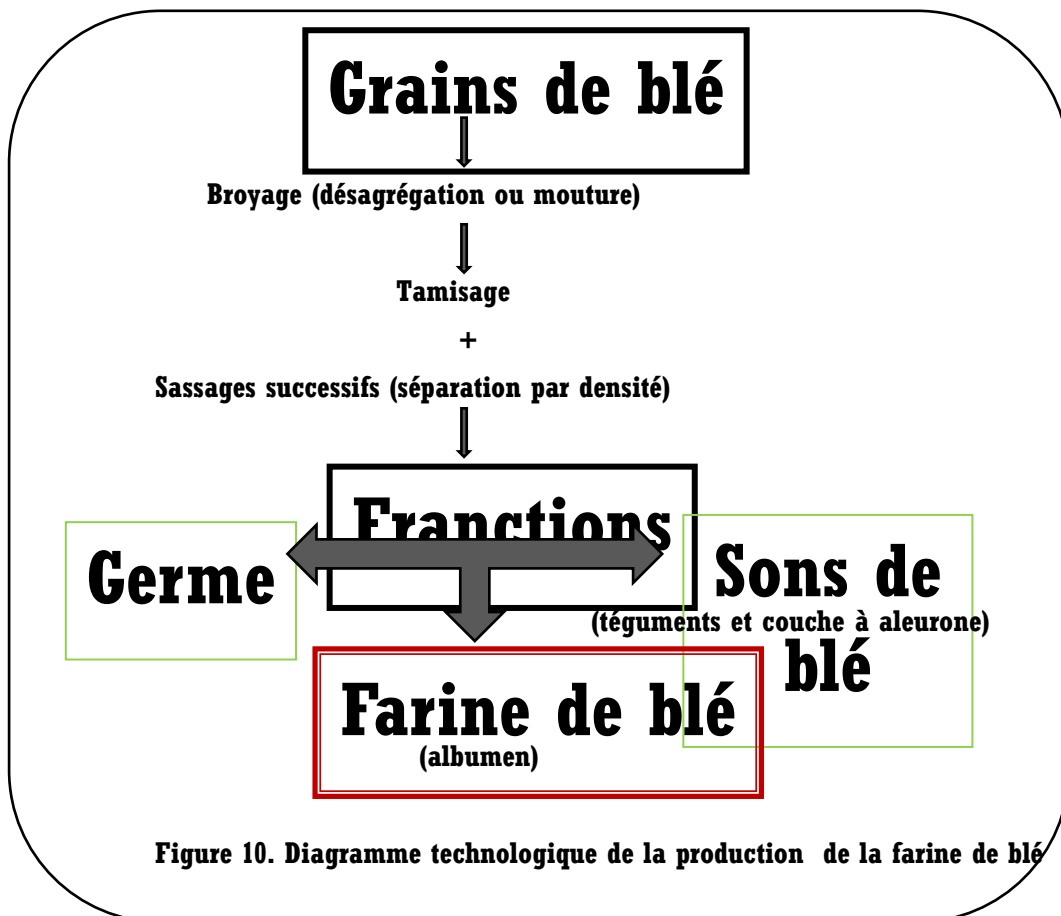 Grains de blé
Broyage (désagrégation ou mouture)
Tamisage
+
Sassages successifs (séparation par densité)
Franctions
Germe
Sons de
(téguments et couche à aleurone)
blé
Farine de blé
(albumen)
Figure 10. Diagramme technologique de la production de la farine de blé